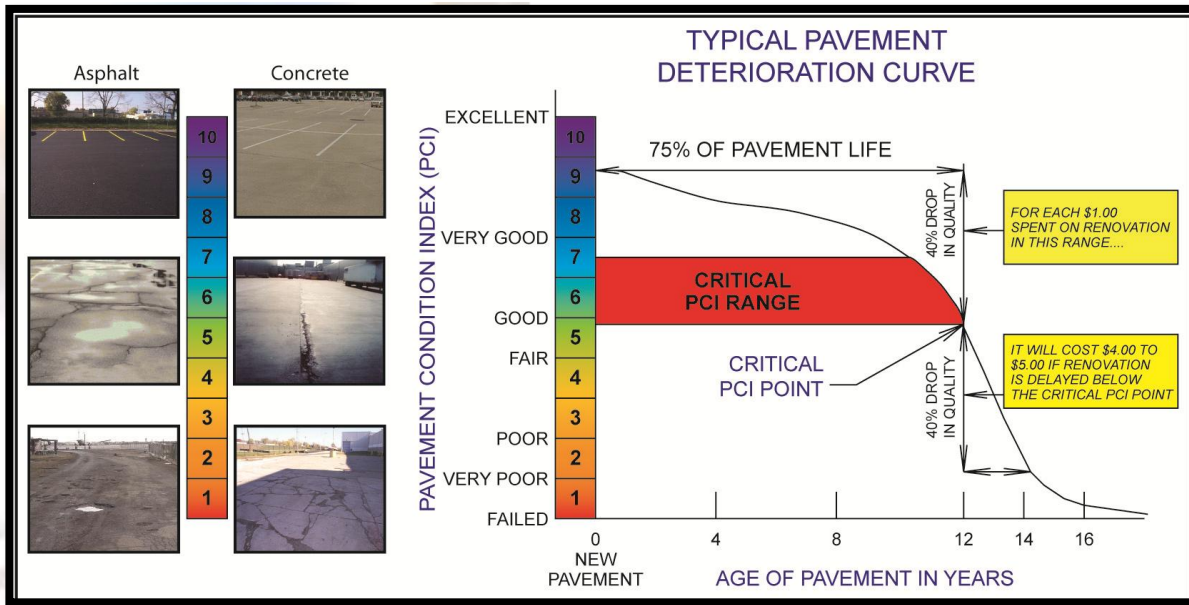 TYPICAL PAVEMENT
DETERIORATION CURVE
Asphalt
Concrete
10
9
8
7
6
5
4
3
2
1
PAVEMENT CONDITION INDEX (PCI)
EXCELLENT
VERY GOOD
GOOD
FAIR
POOR
VERY POOR
FAILED
10
9
8
7
6
5
4
3
2
1
75% OF PAVEMENT LIFE
40% DROP
IN QUALITY
FOR EACH $1.00
SPENT ON RENOVATION
IN THIS RANGE....
CRITICAL
PCI RANGE
CRITICAL
PCI POINT
40% DROP
IN QUALITY
IT WILL COST $4.00 TO
$5.00 IF RENOVATION
IS DELAYED BELOW
THE CRITICAL PCI POINT
0
4
8
12
14
16
NEW
PAVEMENT
AGE OF PAVEMENT IN YEARS